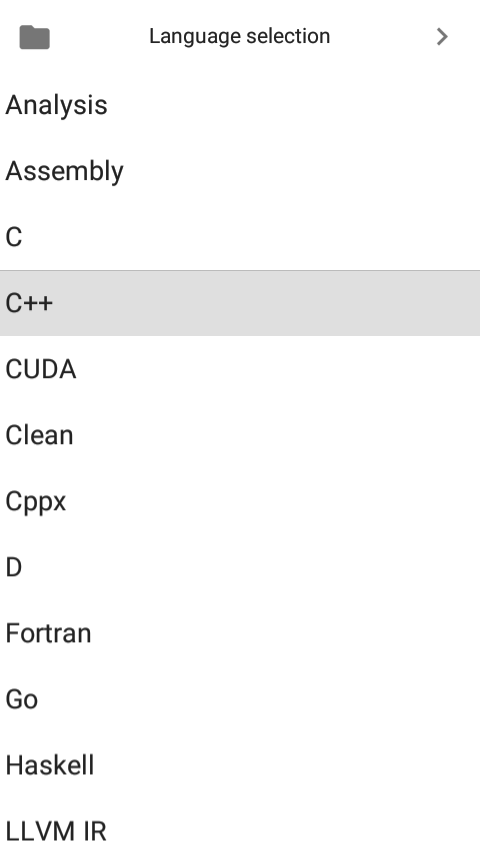 Language selection
Analysis
Assembly
C
C++
CUDA
Clean
Cppx
D
Fortran
Go
Haskell
LLVM IR